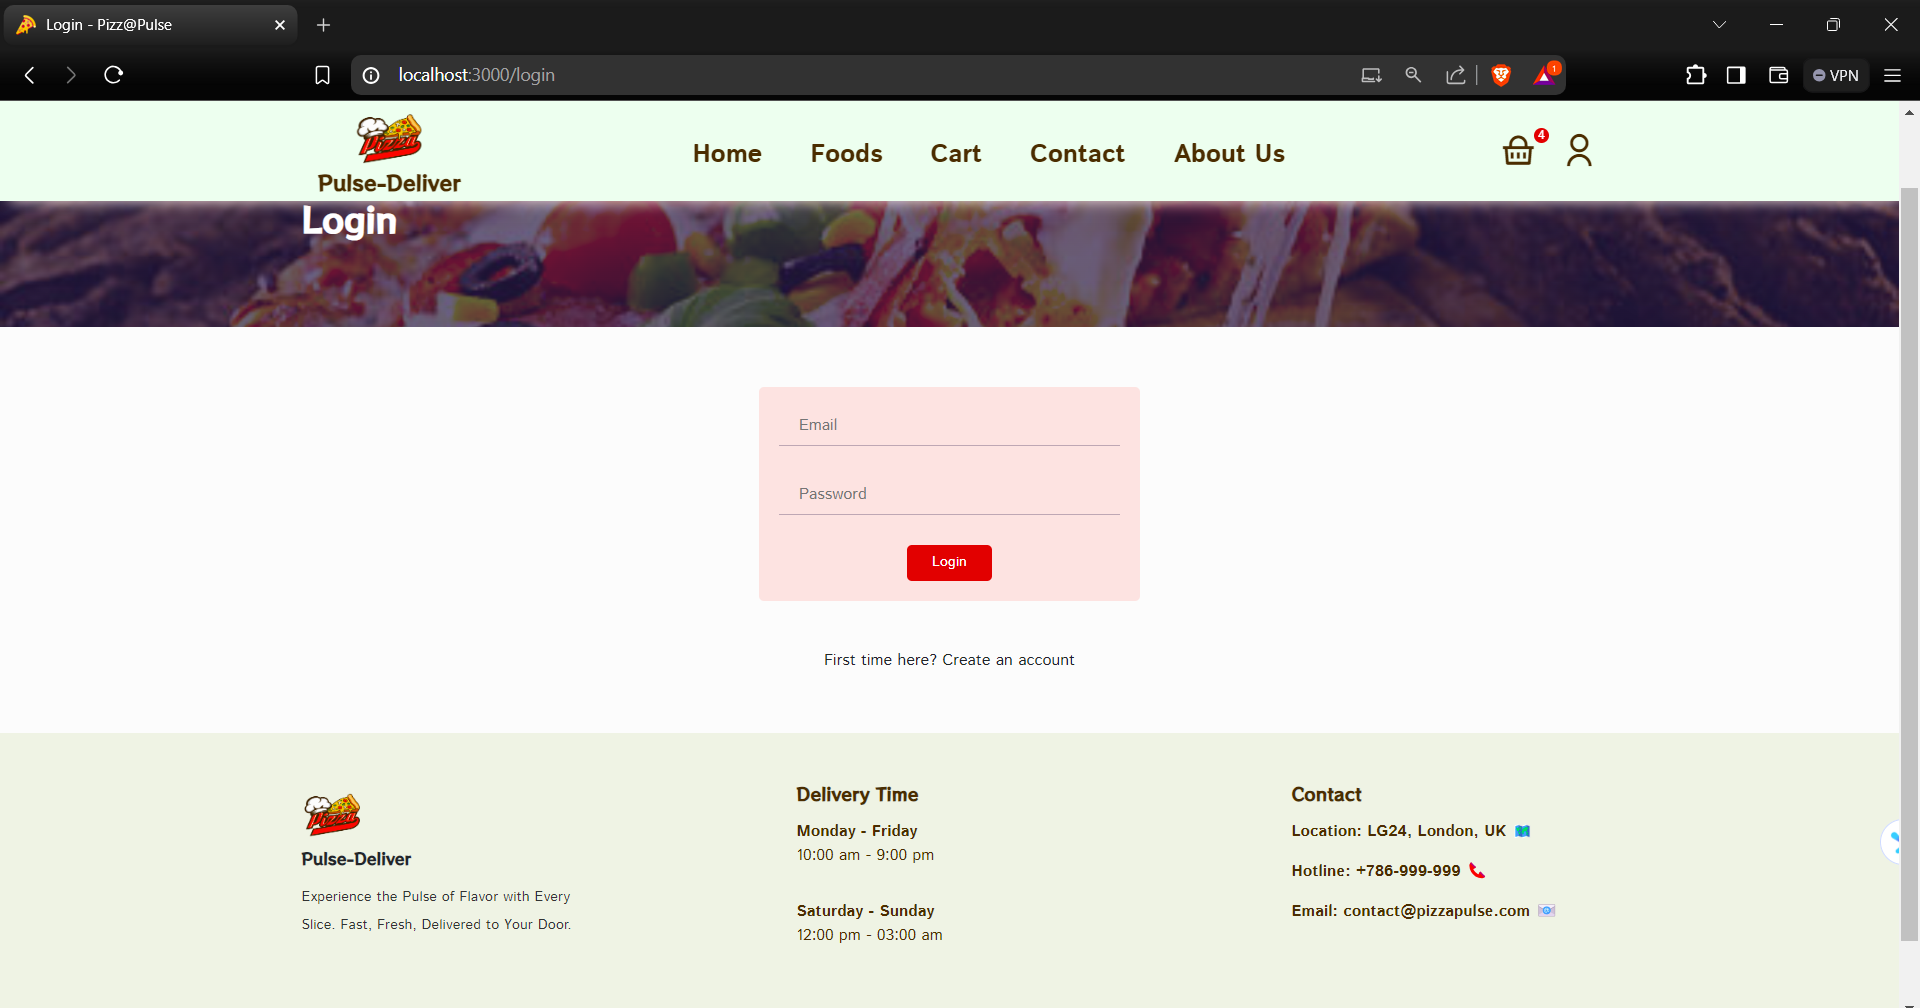 Login - Pizz@Pulse
localhost:3000/login
1
VPN
Pizza
Pulse-Deliver
Home
Foods
Cart
Contact
About Us
4
Login
Email
Password
Login
First time here? Create an account
Pizza
Pulse-Deliver
Experience the Pulse of Flavor with Every
Slice. Fast, Fresh, Delivered to Your Door.
Delivery Time
Monday - Friday
10:00 am - 9:00 pm
Saturday - Sunday
12:00 pm - 03:00 am
Contact
Location: LG24, London, UK
Hotline: +786-999-999
Email: contact@pizzapulse.com